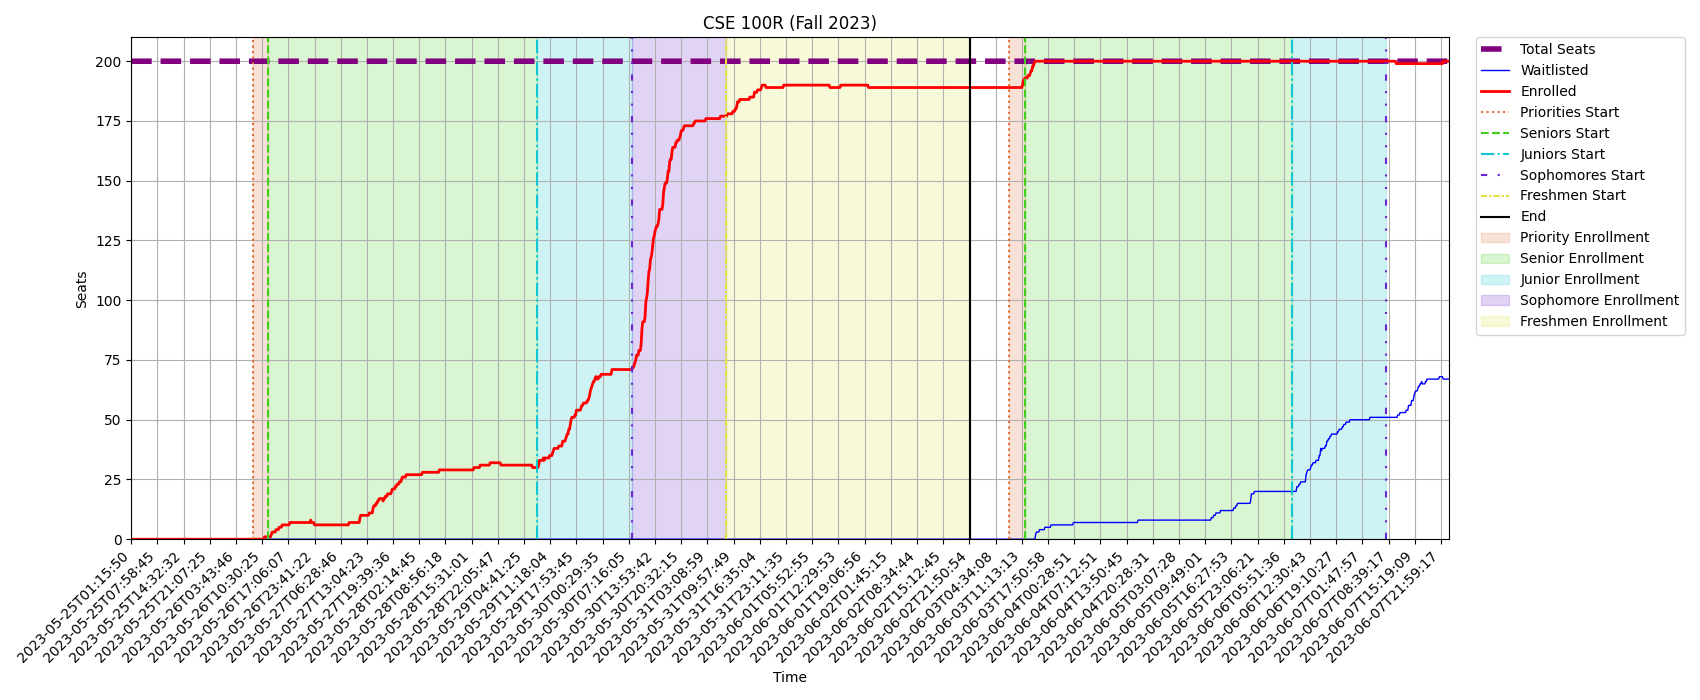 CSE 100R (Fall 2023)
Seats
200
175
150
125
100
75
50
25
0
Total Seats
Waitlisted
Enrolled
Priorities Start
Seniors Start
Juniors Start
Sophomores Start
Freshmen Start
End
Priority Enrollment
Senior Enrollment
Junior Enrollment
Sophomore Enrollment
Freshmen Enrollment
2023-05-25T01:15:50
2023-05-25T07:58:45
2023-05-25T14:32:32
2023-05-25T21:07:25
2023-05-26T03:43:46
2023-05-26T10:30:23
2023-05-26T17:06:07
2023-05-26T23:41:22
2023-05-27T06:28:46
2023-05-27T13:04:23
2023-05-27T19:39:36
2023-05-28T02:14:45
2023-05-28T08:56:18
2023-05-28T15:31:01
2023-05-28T22:05:47
2023-05-29T04:41:25
2023-05-29T11:18:04
2023-05-29T17:53:45
2023-05-30T00:29:35
2023-05-30T07:16:05
2023-05-30T13:53:42
2023-05-30T20:32:15
2023-05-31T03:08:59
2023-05-31T09:57:49
2023-05-31T16:35:04
2023-05-31T23:11:35
2023-06-01T05:52:55
2023-06-01T12:29:53
2023-06-01T19:06:56
2023-06-02T01:45:15
2023-06-02T08:34:44
2023-06-02T15:12:45
2023-06-02T21:50:54
2023-06-03T04:34:08
2023-06-03T11:13:13
2023-06-03T17:50:58
2023-06-04T00:28:51
2023-06-04T07:12:51
2023-06-04T13:50:45
2023-06-04T20:28:31
2023-06-05T03:07:28
2023-06-05T09:49:01
2023-06-05T16:27:53
2023-06-05T23:06:21
2023-06-06T05:51:36
2023-06-06T12:30:43
2023-06-06T19:10:27
2023-06-07T01:47:57
2023-06-07T08:39:17
2023-06-07T15:19:09
2023-06-07T21:59:17
Time